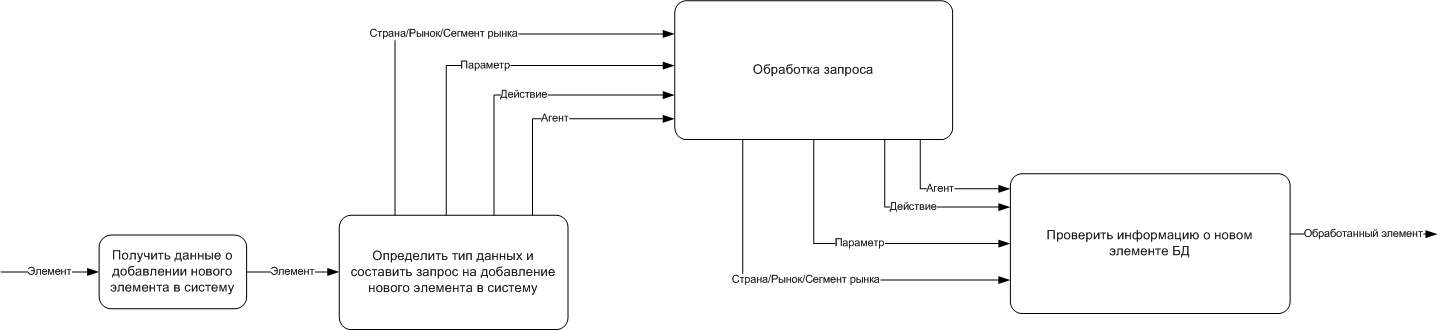 Элемент
Получить данные о
добавлении нового
элемента в систему
Элемент
Определить тип данных и
составить запрос на добавление
нового элемента в систему
Страна/Рынок/Сегмент рынка
Параметр
Действие
Агент
Обработка запроса
Агент
Действие
Параметр
Страна/Рынок/Сегмент рынка
Проверить информацию о новом
элементе БД
Обработанный элемент